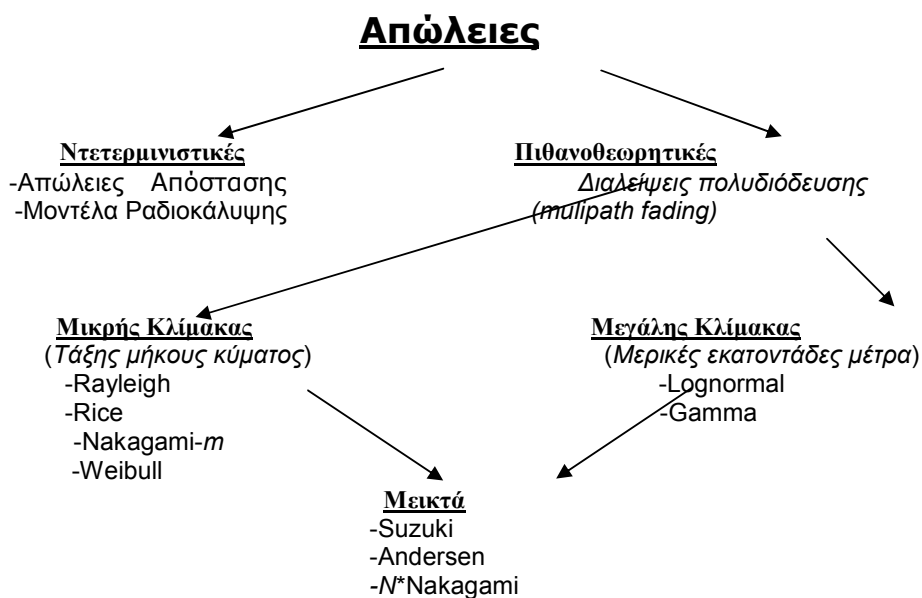 Απώλειες
Ντετερμινιστικές
-Απώλειες Απόστασης
-Μοντέλα Ραδιοκάλυψης
Πιθανοθεωρητικές
Διαλείψεις πολυδιόδευσης
(mulipath fading)
Μικρής Κλίμακας
(Τάξης μήκους κύματος)
-Rayleigh
-Rice
-Nakagami-m
-Weibull
Μεγάλης Κλίμακας
(Μερικές εκατοντάδες μέτρα)
-Lognormal
-Gamma
Μεικτά
-Suzuki
-Andersen
-N*Nakagami